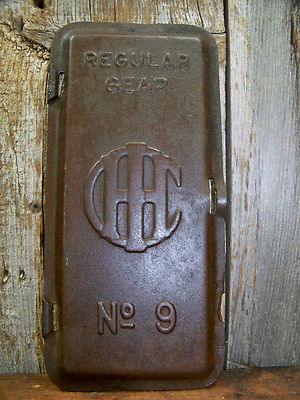 REGULAR
GEAR
IHC
No 9